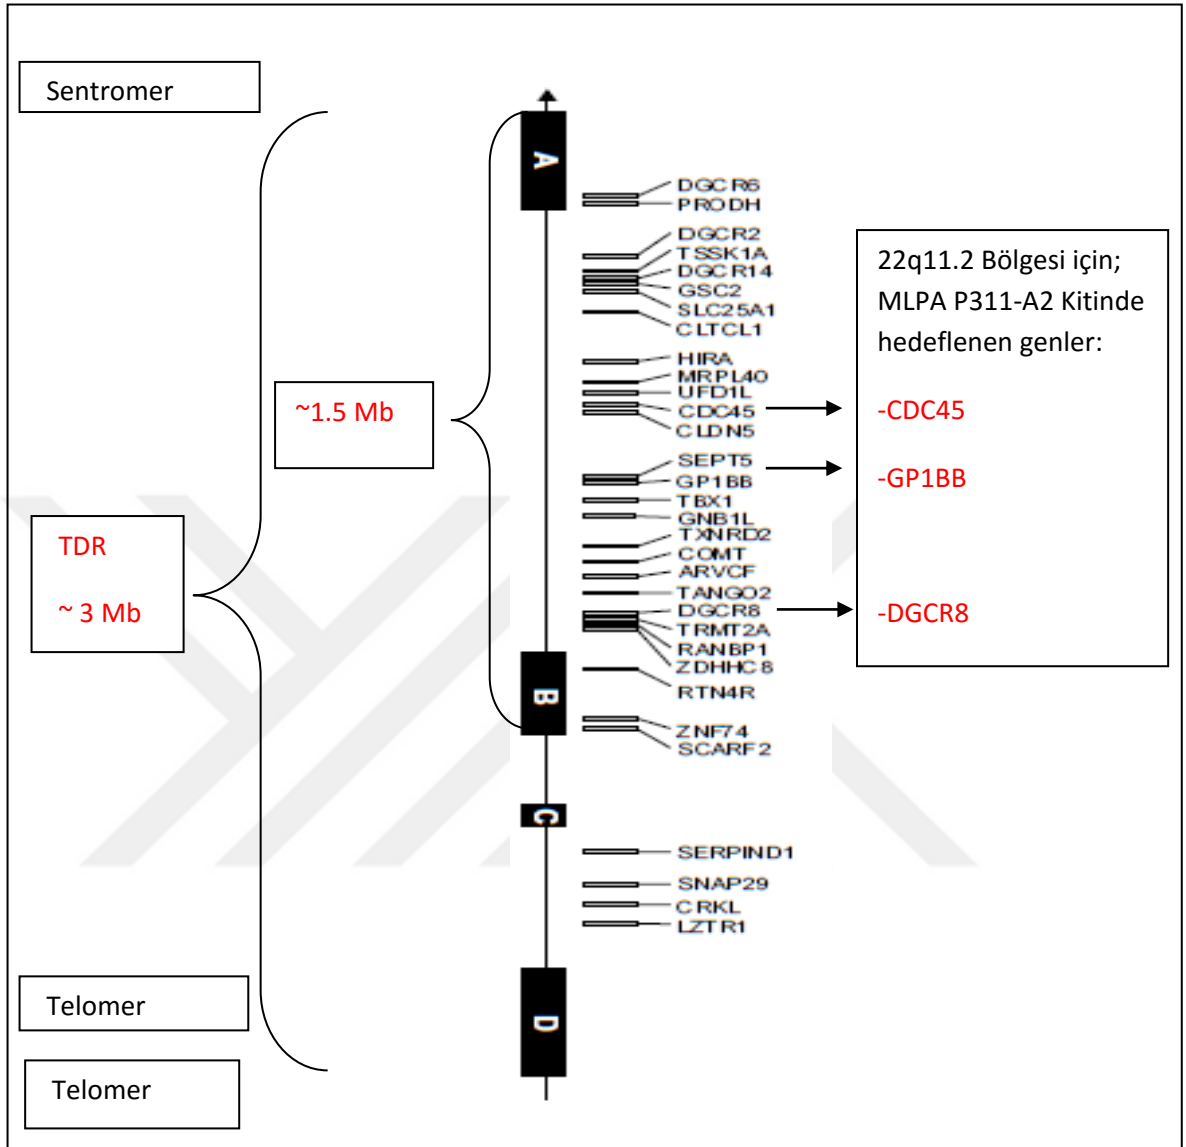 Sentromer
A
DGCR6
PRODH
DGCR2
TSSK1A
DGCR14
GSC2
SLC25A1
CLTCL1
HIRA
MRPL40
UFD1L
CDC45
CLDN5
SEPT5
GP1BB
TBX1
GNB1L
TXNRD2
COMT
ARVCF
TANGO2
DGCR8
TRMT2A
RANBP1
ZDHHC8
RTN4R
B
ZNF74
SCARF2
C
SERPIND1
SNAP29
CRKL
LZTR1
D
~1.5 Mb
TDR
~ 3 Mb
22q11.2 Bölgesi için;
MLPA P311-A2 Kitinde
hedeflenen genler:
-CDC45
-GP1BB
-DGCR8
Telomer
Telomer